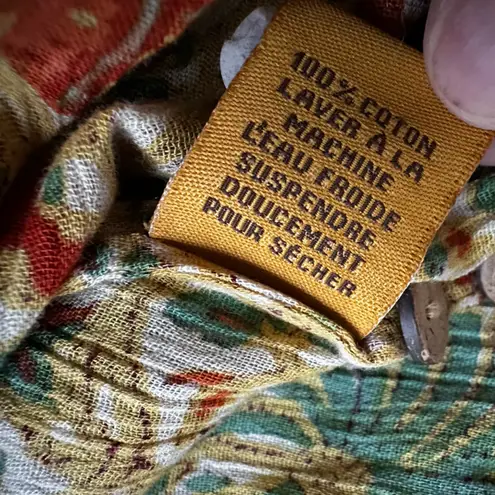 100% COTON
LAVER À LA
MACHINE
L'EAU FROIDE
SUSPENDRE
DOUCEMENT
POUR SÉCHER